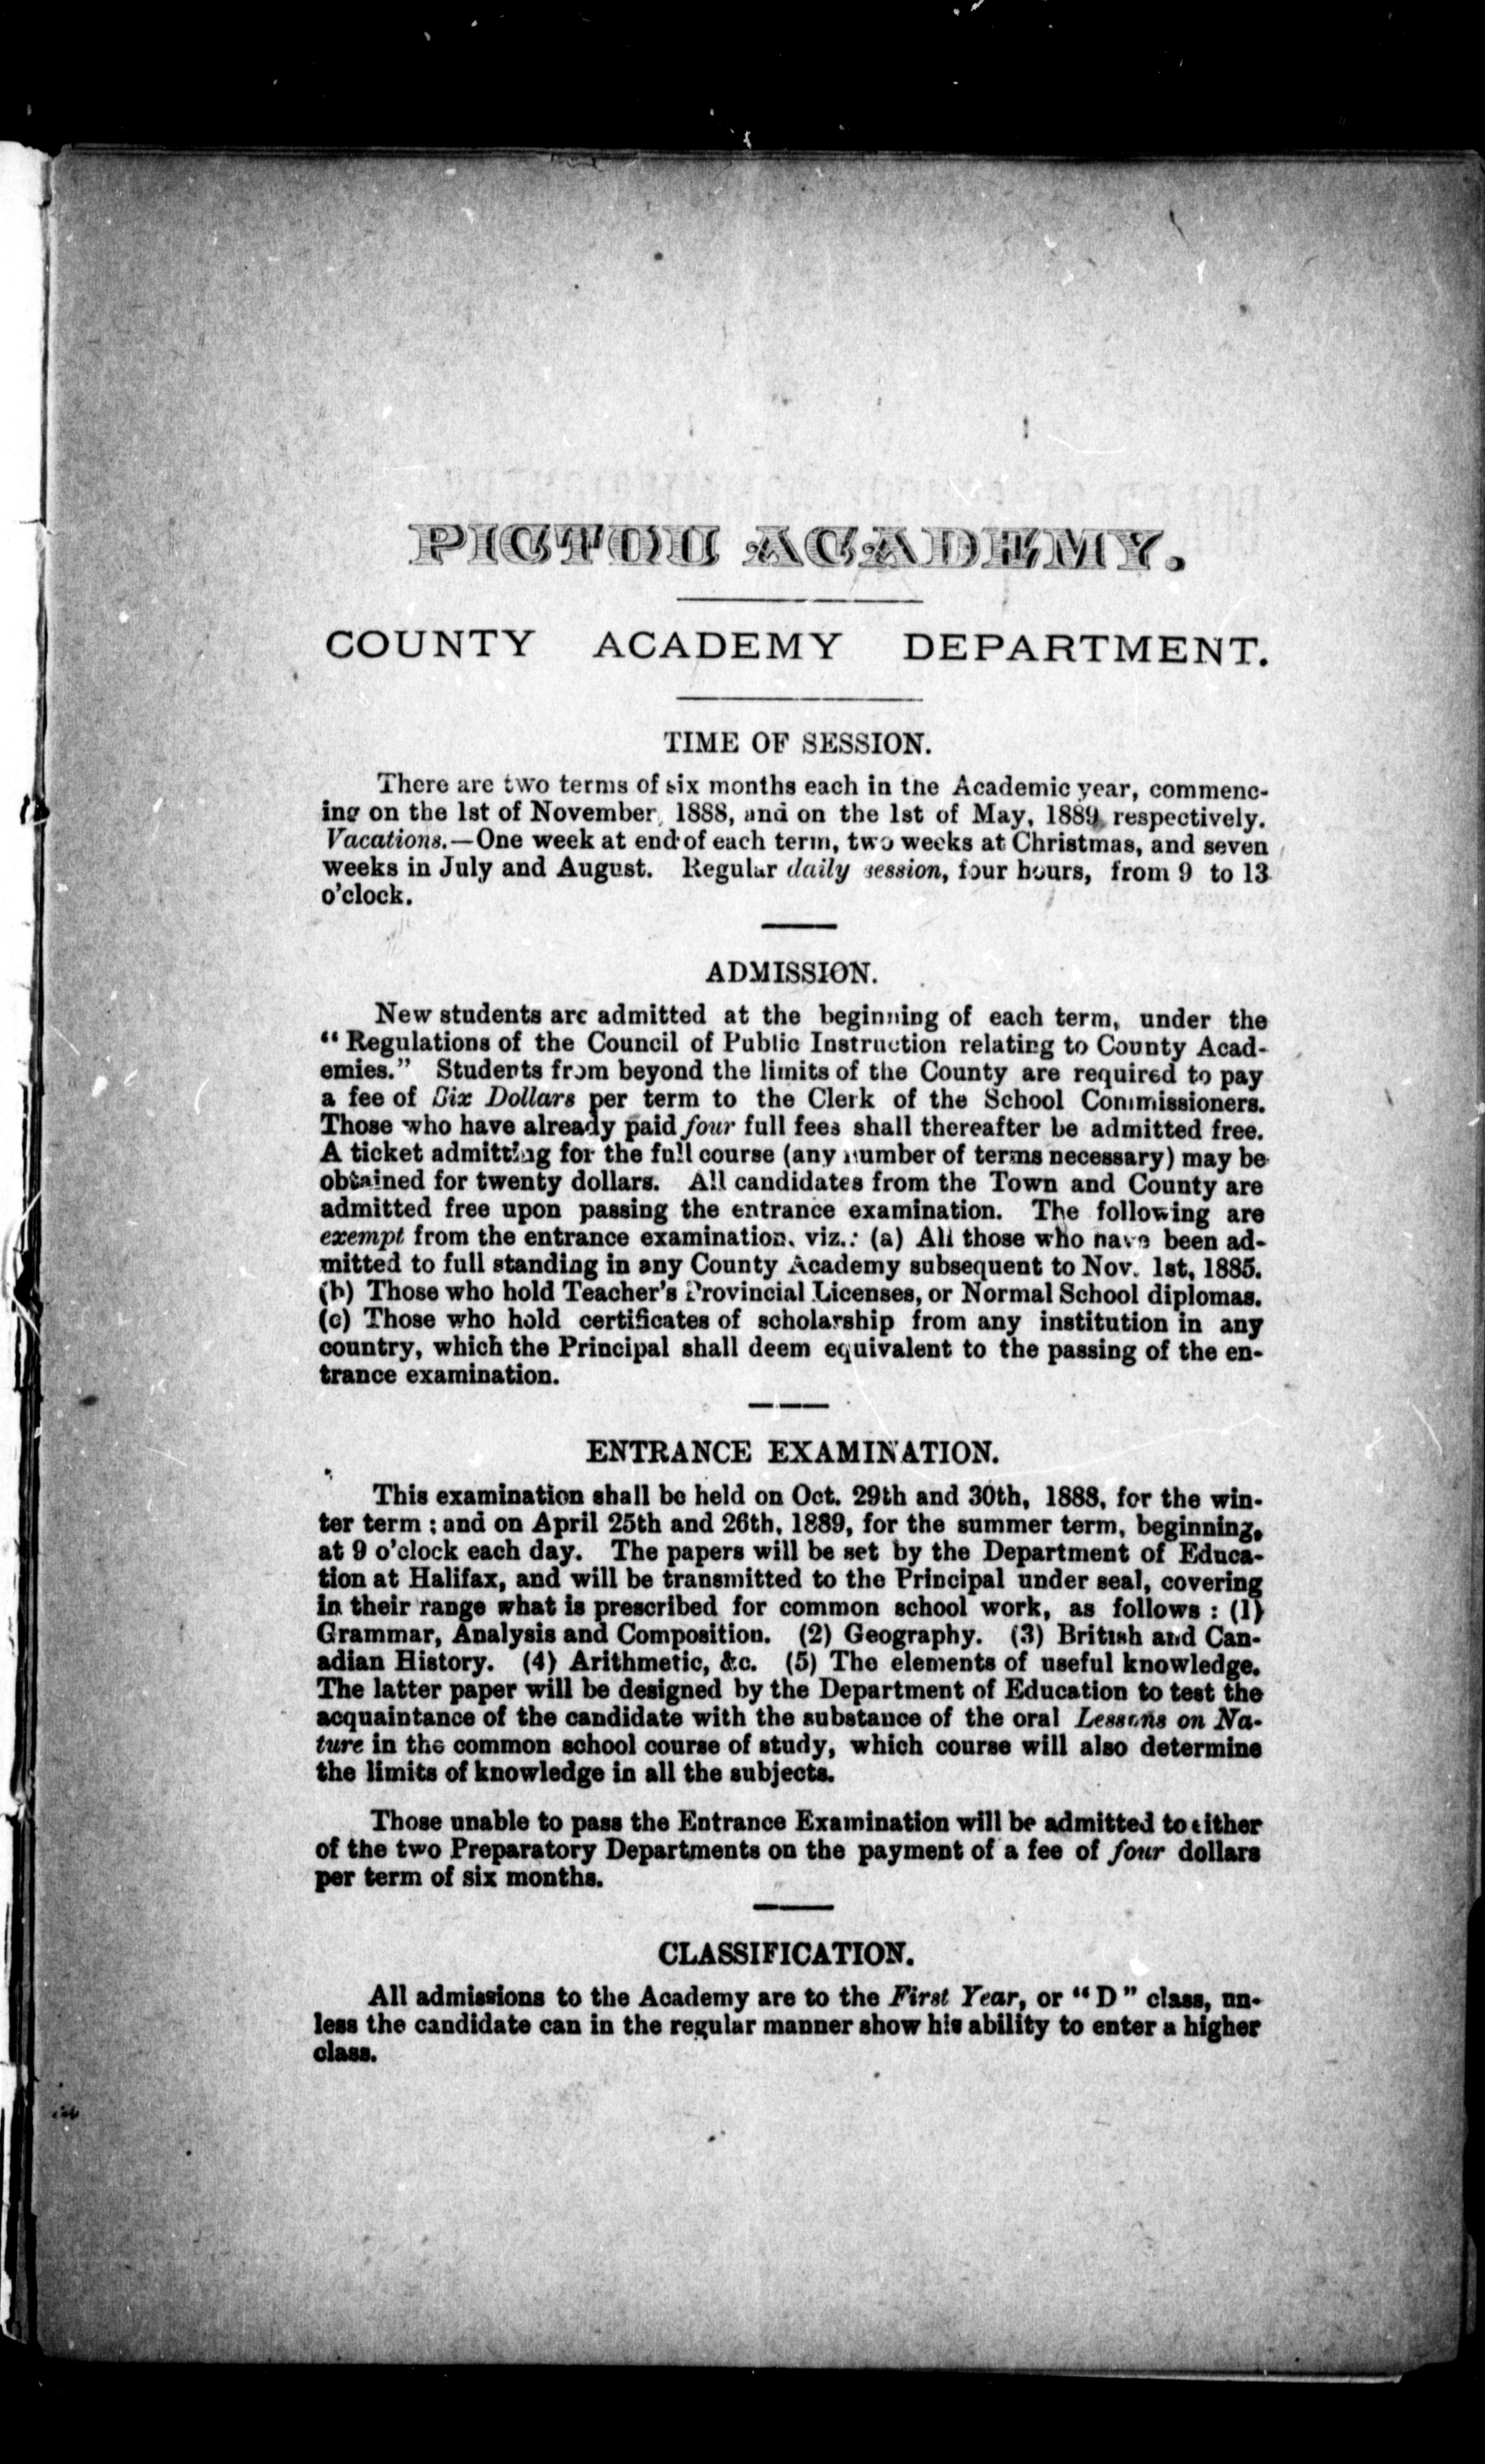 PICTOU ACADEMY.
COUNTY ACADEMY DEPARTMENT.
TIME OF SESSION.
There are two terms of six months each in the Academic year, commenc-
ing on the 1st of November, 1888, and on the 1st of May, 1889, respectively.
Vacations.—One week at end of each term, two weeks at Christmas, and seven
weeks in July and August. Regular daily session, four hours, from 9 to 13
o'clock.
ADMISSION.
New students are admitted at the beginning of each term, under the
"Regulations of the Council of Public Instruction relating to County Acad-
emies." Students from beyond the limits of the County are required to pay
a fee of Six Dollars per term to the Clerk of the School Commissioners.
Those who have already paid four full fees shall thereafter be admitted free.
A ticket admitting for the full course (any number of terms necessary) may be
obtained for twenty dollars. All candidates from the Town and County are
admitted free upon passing the entrance examination. The following are
exempt from the entrance examination, viz.: (a) All those who have been ad-
mitted to full standing in any County Academy subsequent to Nov. 1st, 1885.
(b) Those who hold Teacher's Provincial Licenses, or Normal School diplomas.
(c) Those who hold certificates of scholarship from any institution in any
country, which the Principal shall deem equivalent to the passing of the en-
trance examination.
ENTRANCE EXAMINATION.
This examination shall be held on Oct. 29th and 30th, 1888, for the win-
ter term; and on April 25th and 26th, 1889, for the summer term, beginning,
at 9 o'clock each day. The papers will be set by the Department of Educa-
tion at Halifax, and will be transmitted to the Principal under seal, covering
in their range what is prescribed for common school work, as follows: (1)
Grammar, Analysis and Composition. (2) Geography. (3) British and Can-
adian History. (4) Arithmetic, &c. (5) The elements of useful knowledge.
The latter paper will be designed by the Department of Education to test the
acquaintance of the candidate with the substance of the oral Lessons on Na-
ture in the common school course of study, which course will also determine
the limits of knowledge in all the subjects.
Those unable to pass the Entrance Examination will be admitted to either
of the two Preparatory Departments on the payment of a fee of four dollars
per term of six months.
CLASSIFICATION.
All admissions to the Academy are to the First Year, or "D" class, un-
less the candidate can in the regular manner show his ability to enter a higher
class.